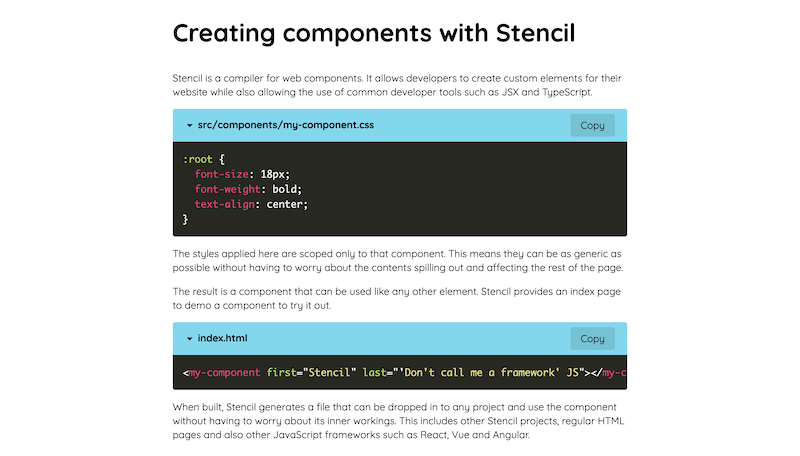 Creating components with Stencil
Stencil is a compiler for web components. It allows developers to create custom elements for their
website while also allowing the use of common developer tools such as JSX and TypeScript.
src/components/my-component.css
Copy
:root {
font-size: 18px;
font-weight: bold;
text-align: center;
}
The styles applied here are scoped only to that component. This means they can be as generic as
possible without having to worry about the contents spilling out and affecting the rest of the page.
The result is a component that can be used like any other element. Stencil provides an index page
to demo a component to try it out.
index.html
Copy
<my-component first="Stencil" last="'Don't call me a framework' JS"></my-c
When built, Stencil generates a file that can be dropped in to any project and use the component
without having to worry about its inner workings. This includes other Stencil projects, regular HTML
pages and also other JavaScript frameworks such as React, Vue and Angular.